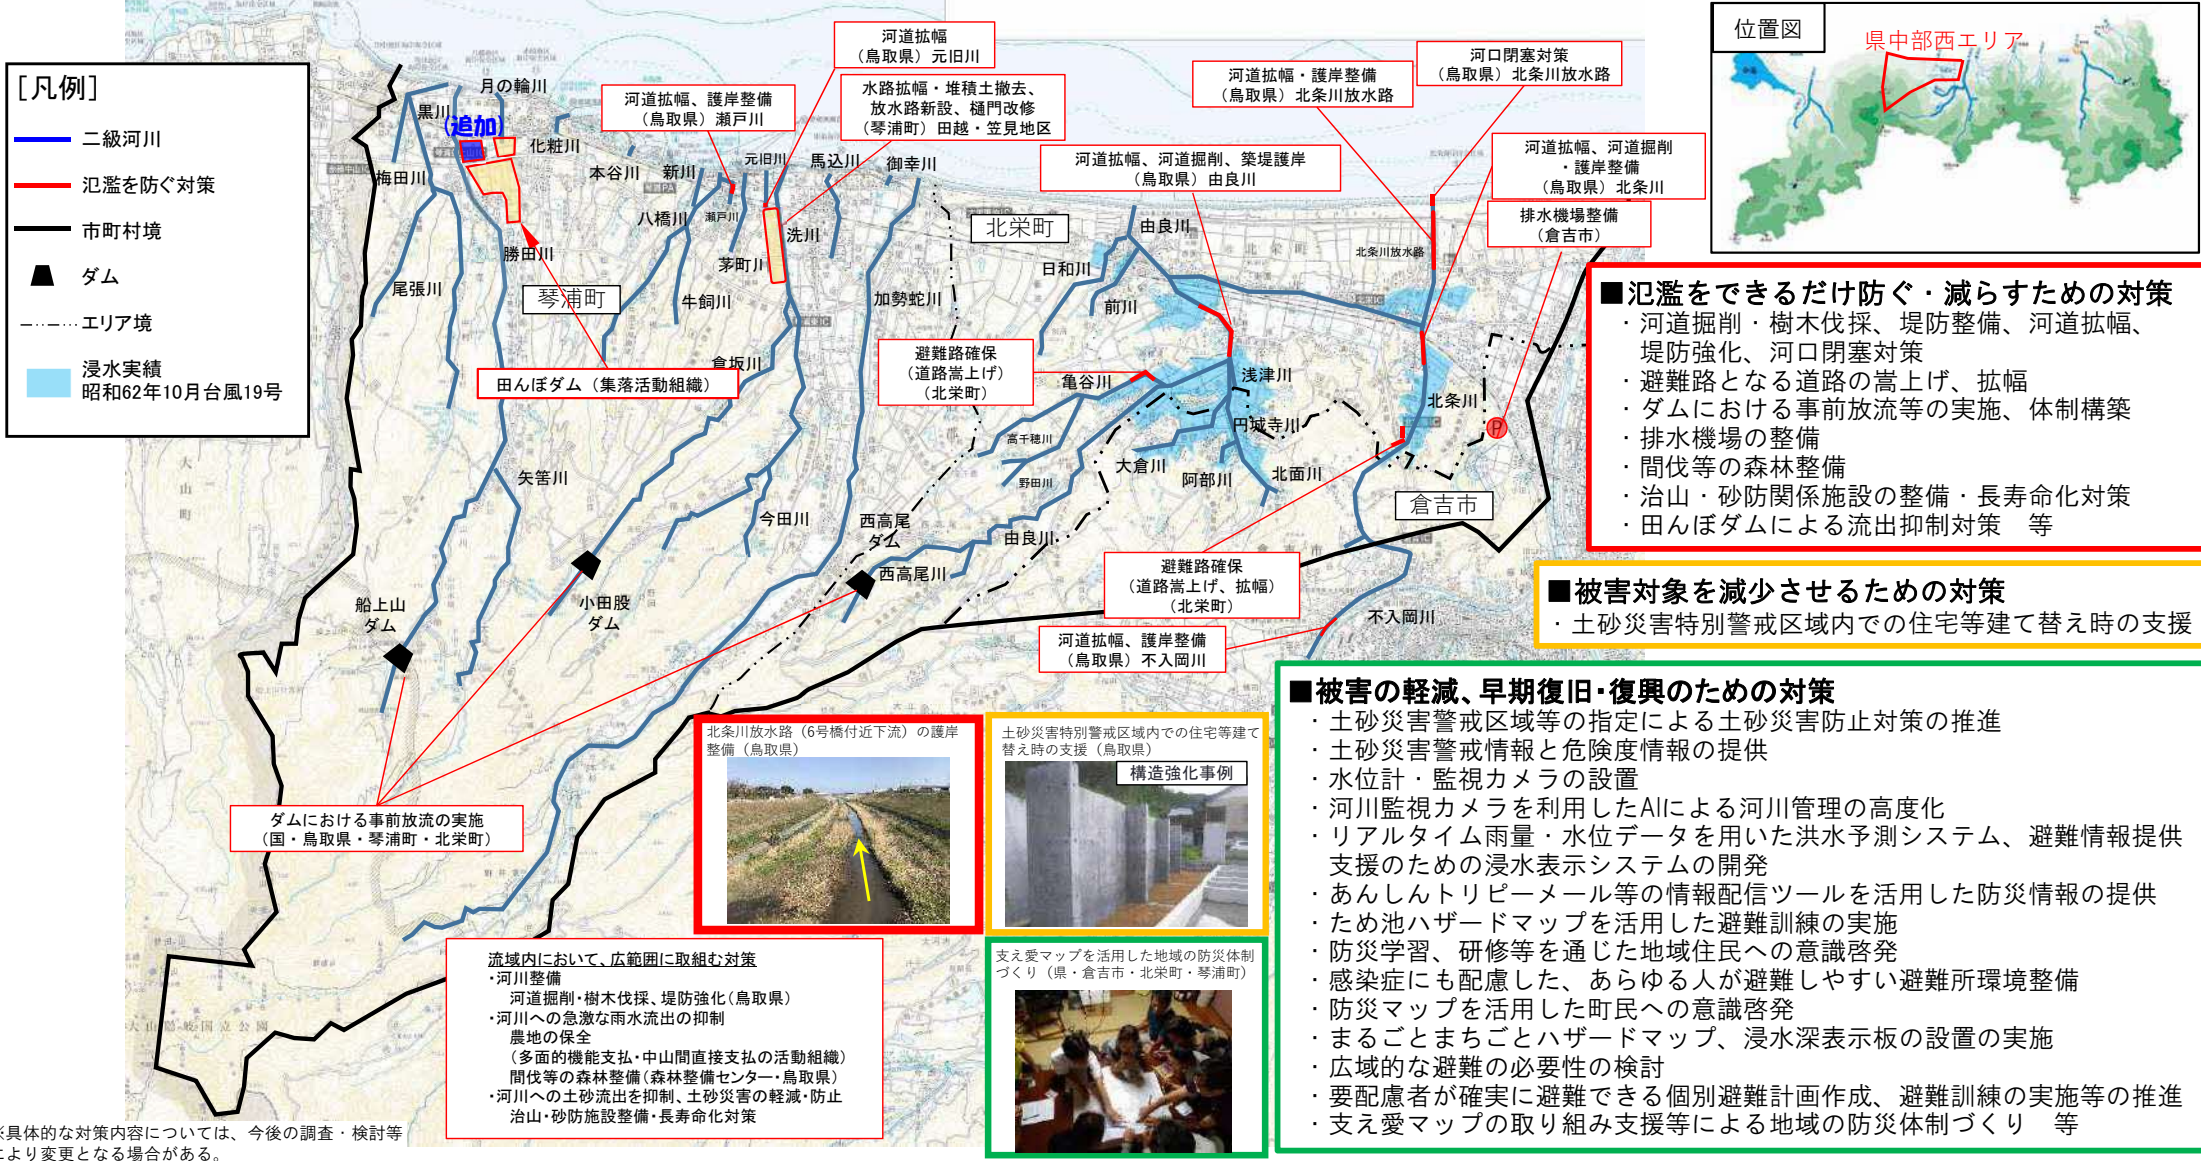 [凡例]
二級河川
氾濫を防ぐ対策
市町村境
ダム
エリア境
浸水実績
昭和62年10月台風19号
河道拡幅
(鳥取県)元旧川
水路拡幅・堆積土撤去、
放水路新設、樋門改修
(琴浦町)田越・笠見地区
河道拡幅、護岸整備
(鳥取県)瀬戸川
河道拡幅・護岸整備
(鳥取県)北条川放水路
河口閉塞対策
(鳥取県)北条川放水路
河道拡幅、河道掘削、築堤護岸
(鳥取県)由良川
河道拡幅、河道掘削
・護岸整備
(鳥取県)北条川
排水機場整備
(倉吉市)
月の輪川
黒川
(追加)
化粧川
梅田川
本谷川
新川
元旧川
馬込川
御幸川
八橋川
瀬戸川
洗川
勝田川
茅町川
尾張川
琴浦町
牛飼川
加勢蛇川
北栄町
由良川
日和川
前川
北条川放水路
倉坂川
田んぼダム(集落活動組織)
避難路確保
(道路嵩上げ)
(北栄町)
亀谷川
浅津川
北条川
円城寺川
P
高千穂川
大倉川
阿部川
北面川
野田川
倉吉市
矢筈川
今田川
西高尾
ダム
由良川
西高尾川
船上山
ダム
小田股
ダム
避難路確保
(道路嵩上げ、拡幅)
(北栄町)
不入岡川
河道拡幅、護岸整備
(鳥取県)不入岡川
ダムにおける事前放流の実施
(国・鳥取県・琴浦町・北栄町)
大山隠岐国立公園
位置図
県中部西エリア
■氾濫をできるだけ防ぐ・減らすための対策
・河道掘削・樹木伐採、堤防整備、河道拡幅、
堤防強化、河口閉塞対策
・避難路となる道路の嵩上げ、拡幅
・ダムにおける事前放流等の実施、体制構築
・排水機場の整備
・間伐等の森林整備
・治山・砂防関係施設の整備・長寿命化対策
・田んぼダムによる流出抑制対策 等
■被害対象を減少させるための対策
・土砂災害特別警戒区域内での住宅等建て替え時の支援
■被害の軽減、早期復旧・復興のための対策
・土砂災害警戒区域等の指定による土砂災害防止対策の推進
・土砂災害警戒情報と危険度情報の提供
・水位計・監視カメラの設置
・河川監視カメラを利用したAIによる河川管理の高度化
・リアルタイム雨量・水位データを用いた洪水予測システム、避難情報提供
支援のための浸水表示システムの開発
・あんしんトリピーメール等の情報配信ツールを活用した防災情報の提供
・ため池ハザードマップを活用した避難訓練の実施
・防災学習、研修等を通じた地域住民への意識啓発
・感染症にも配慮した、あらゆる人が避難しやすい避難所環境整備
・防災マップを活用した町民への意識啓発
・まるごとまちごとハザードマップ、浸水深表示板の設置の実施
・広域的な避難の必要性の検討
・要配慮者が確実に避難できる個別避難計画作成、避難訓練の実施等の推進
・支え愛マップの取り組み支援等による地域の防災体制づくり 等
北条川放水路(6号橋付近下流)の護岸
整備(鳥取県)
土砂災害特別警戒区域内での住宅等建て
替え時の支援(鳥取県)
構造強化事例
支え愛マップを活用した地域の防災体制
づくり(県・倉吉市・北栄町・琴浦町)
流域内において、広範囲に取組む対策
・河川整備
河道掘削・樹木伐採、堤防強化(鳥取県)
・河川への急激な雨水流出の抑制
農地の保全
(多面的機能支払・中山間直接支払の活動組織)
間伐等の森林整備(森林整備センター・鳥取県)
・河川への土砂流出を抑制、土砂災害の軽減・防止
治山・砂防施設整備・長寿命化対策
※具体的な対策内容については、今後の調査・検討等
により変更となる場合がある。